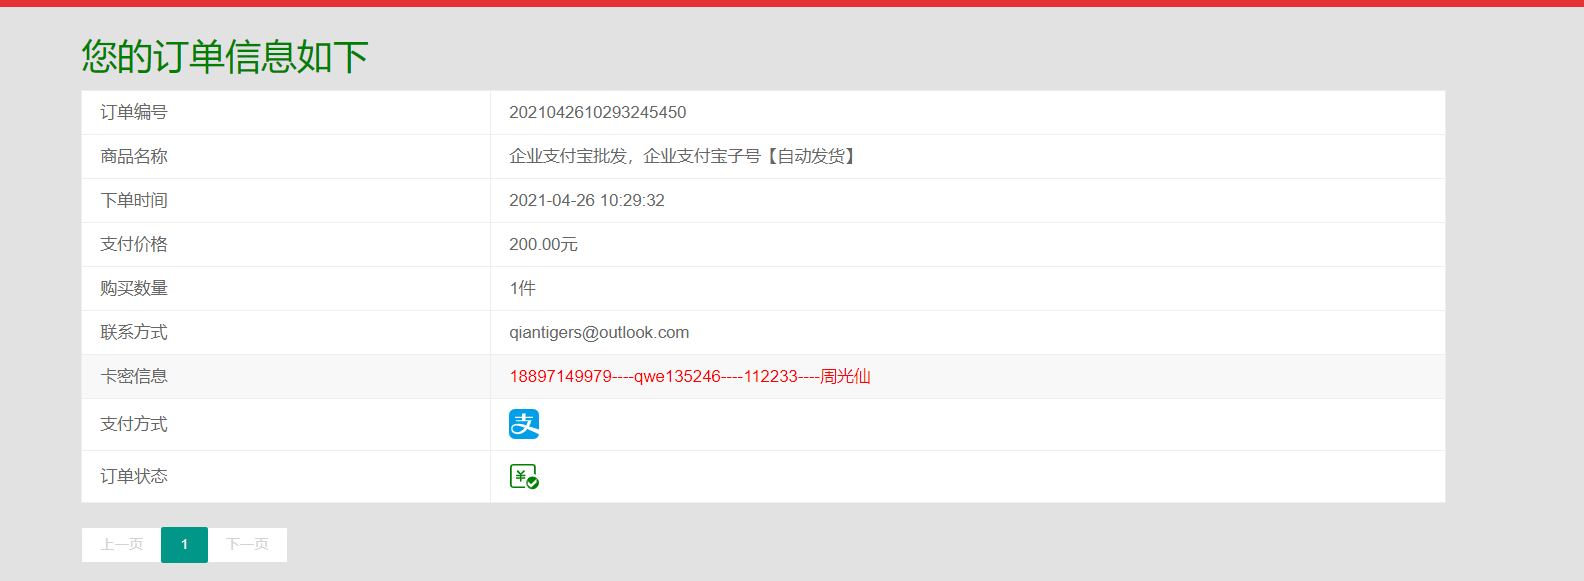 您的订单信息如下
订单编号 2021042610293245450
商品名称 企业支付宝批发，企业支付宝子号【自动发货】
下单时间 2021-04-26 10:29:32
支付价格 200.00元
购买数量 1件
联系方式 qiantigers@outlook.com
卡密信息 18897149979----qwe135246----112233----周光仙
支付方式 支
订单状态 ¥
上一页 1 下一页